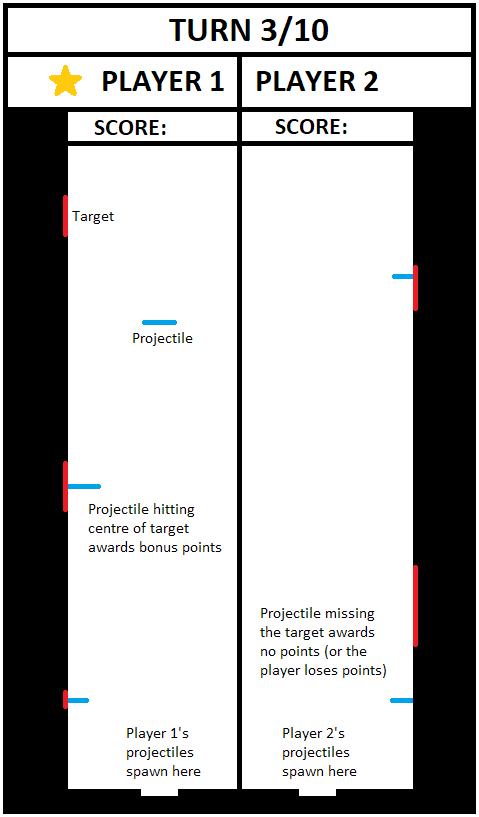 TURN 3/10
PLAYER 1
PLAYER 2
SCORE:
SCORE:
Target
Projectile
Projectile hitting
centre of target
awards bonus points
Projectile missing
the target awards
no points (or the
player loses points)
Player 1's
projectiles
spawn here
Player 2's
projectiles
spawn here